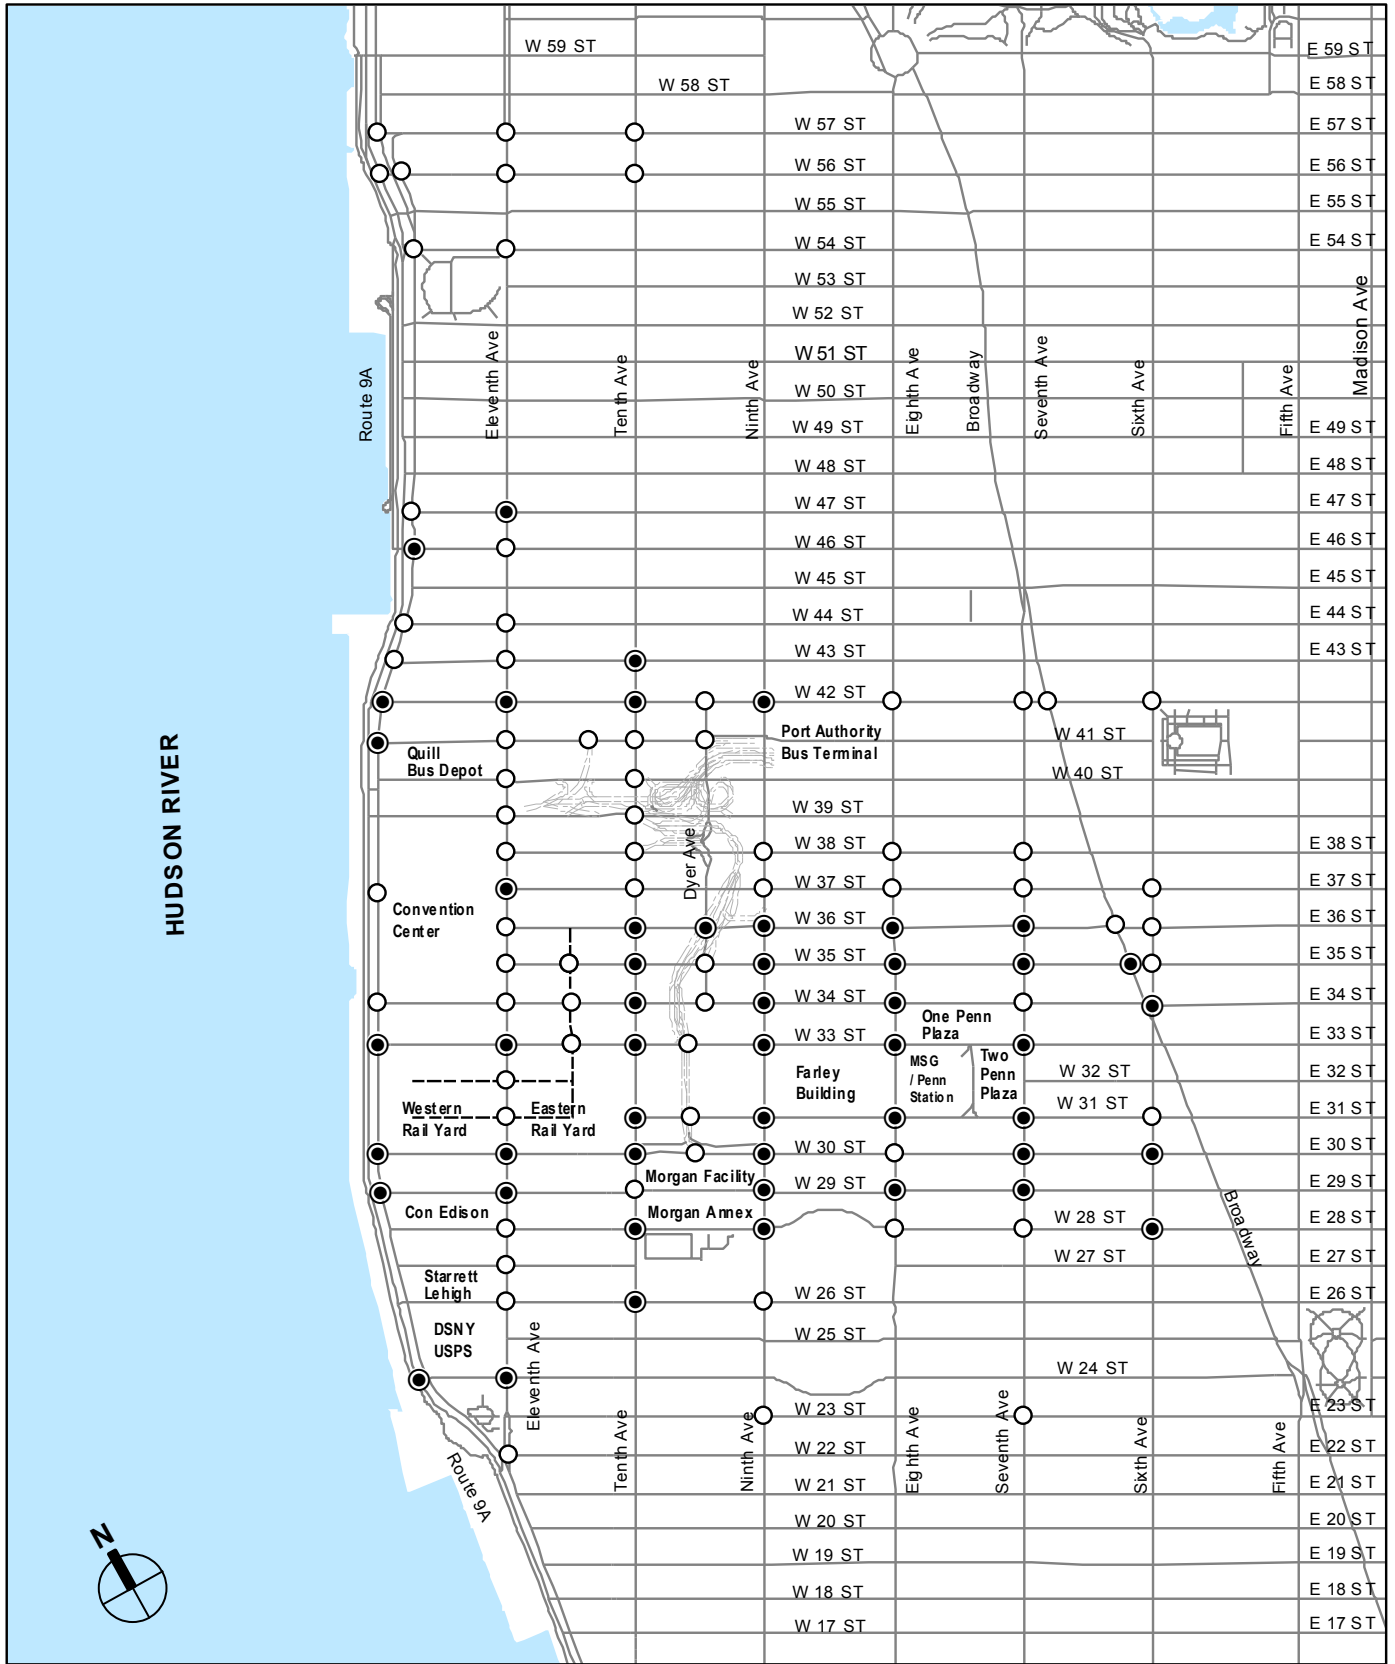 W 59 ST
E 59 ST
W 58 ST
E 58 ST
W 57 ST
E 57 ST
W 56 ST
E 56 ST
W 55 ST
E 55 ST
W 54 ST
E 54 ST
W 53 ST
W 52 ST
W 51 ST
W 50 ST
W 49 ST
E 49 ST
W 48 ST
E 48 ST
Route 9A
Eleventh Ave
Tenth Ave
Ninth Ave
Eighth Ave
Broadway
Seventh Ave
Sixth Ave
Fifth Ave
Madison Ave
W 47 ST
E 47 ST
W 46 ST
E 46 ST
W 45 ST
E 45 ST
W 44 ST
E 44 ST
W 43 ST
E 43 ST
W 42 ST
Port Authority
Bus Terminal
W 41 ST
Quill
Bus Depot
W 40 ST
W 39 ST
HUDSON RIVER
Dyer Ave
W 38 ST
E 38 ST
W 37 ST
E 37 ST
Convention
Center
W 36 ST
E 36 ST
W 35 ST
E 35 ST
W 34 ST
E 34 ST
One Penn
Plaza
W 33 ST
E 33 ST
MSG
/ Penn
Station
Two
Penn
Plaza
Farley
Building
W 32 ST
E 32 ST
W 31 ST
E 31 ST
Western
Rail Yard
Eastern
Rail Yard
W 30 ST
E 30 ST
Morgan Facility
W 29 ST
E 29 ST
Con Edison
Morgan Annex
W 28 ST
E 28 ST
Broadway
W 27 ST
E 27 ST
Starrett
Lehigh
W 26 ST
E 26 ST
DSNY
USPS
W 25 ST
E 25 ST
W 24 ST
E 24 ST
Eleventh Ave
W 23 ST
E 23 ST
W 22 ST
E 22 ST
Route 9A
Tenth Ave
Ninth Ave
Eighth Ave
Seventh Ave
Sixth Ave
Fifth Ave
W 21 ST
E 21 ST
W 20 ST
E 20 ST
N
W 19 ST
E 19 ST
W 18 ST
E 18 ST
W 17 ST
E 17 ST